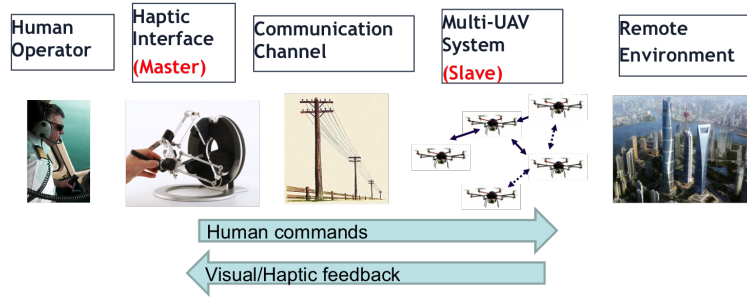 Human
Operator
Haptic
Interface
(Master)
Communication
Channel
Multi-UAV
System
(Slave)
Remote
Environment
Human commands
Visual/Haptic feedback